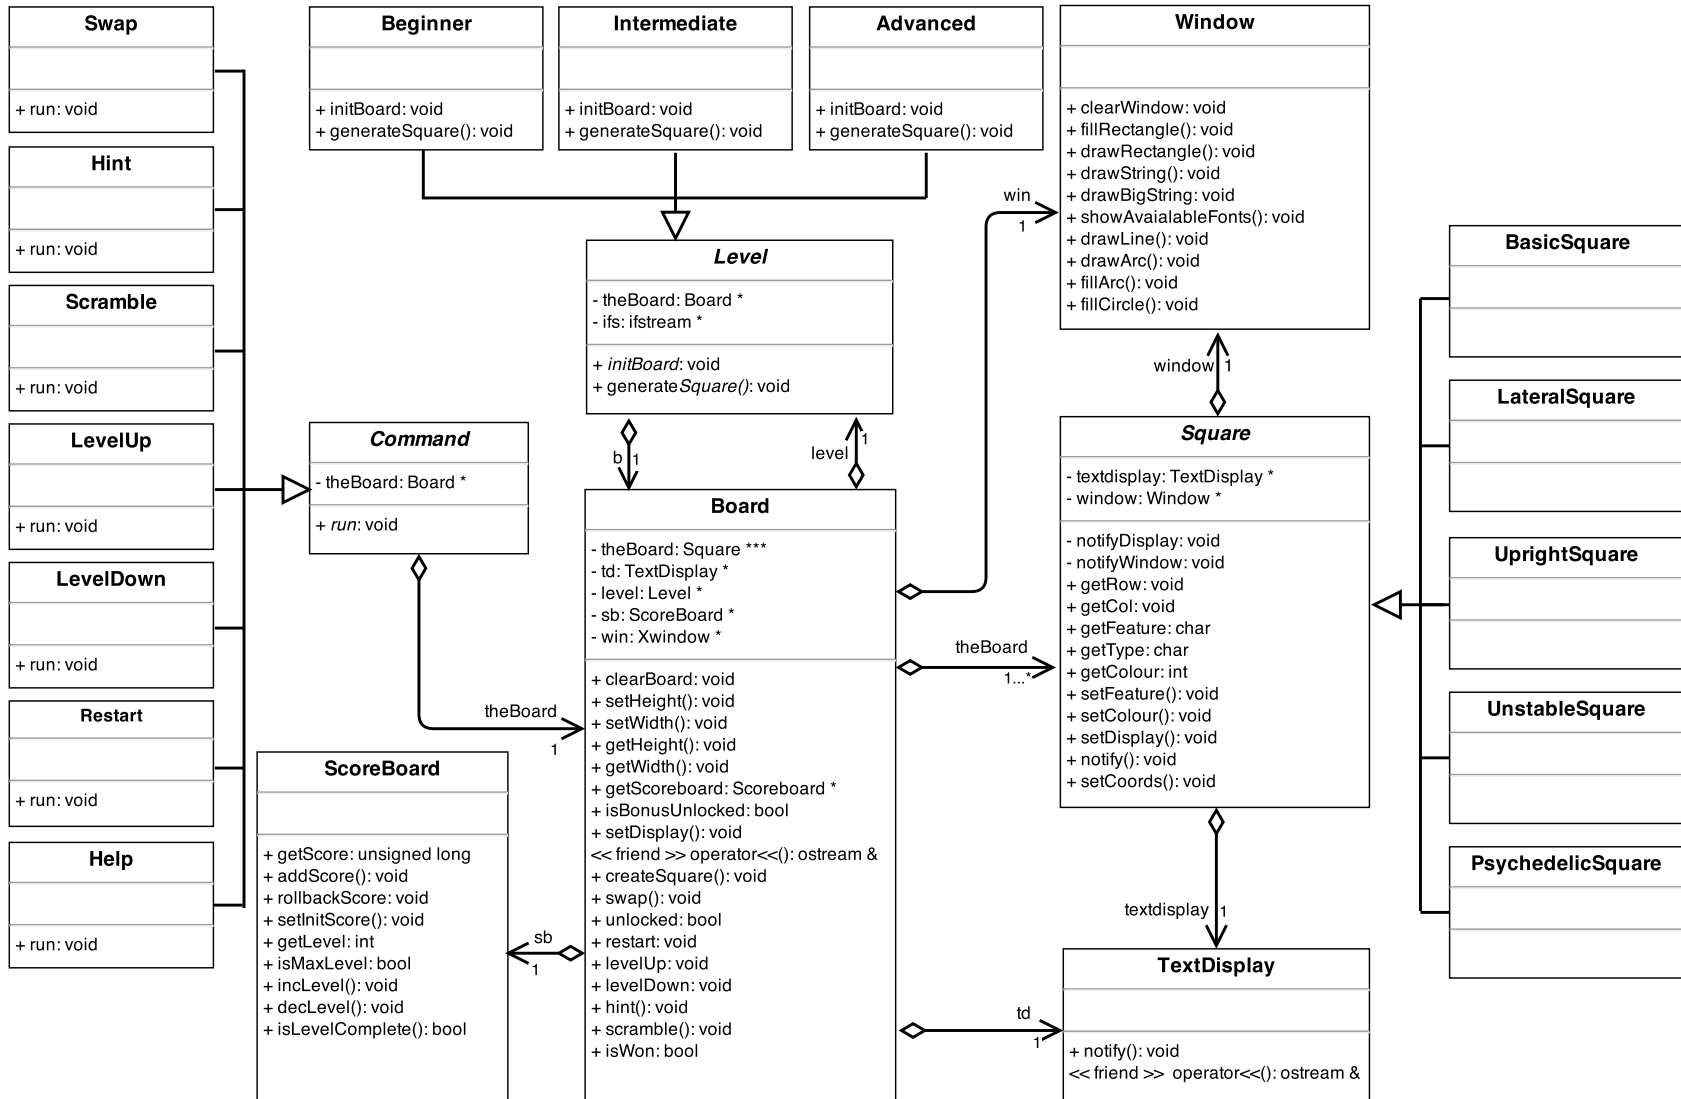 Swap
+ run: void
Hint
+ run: void
Scramble
+ run: void
LevelUp
+ run: void
LevelDown
+ run: void
Restart
+ run: void
Help
+ run: void
Beginner
+ initBoard: void
+ generateSquare(): void
Intermediate
+ initBoard: void
+ generateSquare(): void
Advanced
+ initBoard: void
+ generateSquare(): void
Level
- theBoard: Board *
- ifs: ifstream *
+ initBoard: void
+ generateSquare(): void
b
1
level
1
Command
- theBoard: Board *
+ run: void
theBoard
1
ScoreBoard
+ getScore: unsigned long
+ addScore(): void
+ rollbackScore: void
+ setInitScore(): void
+ getLevel: int
+ isMaxLevel: bool
+ incLevel(): void
+ decLevel(): void
+ isLevelComplete(): bool
sb
1
Board
- theBoard: Square ***
- td: TextDisplay *
- level: Level *
- sb: ScoreBoard *
- win: Xwindow *
+ clearBoard: void
+ setHeight(): void
+ setWidth(): void
+ getHeight(): void
+ getWidth(): void
+ getScoreboard: Scoreboard *
+ isBonusUnlocked: bool
+ setDisplay(): void
<< friend >> operator<<(): ostream &
+ createSquare(): void
+ swap(): void
+ unlocked: bool
+ restart: void
+ levelUp: void
+ levelDown: void
+ hint(): void
+ scramble(): void
+ isWon: bool
win
1
theBoard
1...*
td
1
Window
+ clearWindow: void
+ fillRectangle(): void
+ drawRectangle(): void
+ drawString(): void
+ drawBigString: void
+ showAvaialableFonts(): void
+ drawLine(): void
+ drawArc(): void
+ fillArc(): void
+ fillCircle(): void
window
1
Square
- textdisplay: TextDisplay *
- window: Window *
- notifyDisplay: void
- notifyWindow: void
+ getRow: void
+ getCol: void
+ getFeature: char
+ getType: char
+ getColour: int
+ setFeature(): void
+ setColour(): void
+ setDisplay(): void
+ notify(): void
+ setCoords(): void
textdisplay
1
TextDisplay
+ notify(): void
<< friend >> operator<<(): ostream &
BasicSquare
LateralSquare
UprightSquare
UnstableSquare
PsychedelicSquare